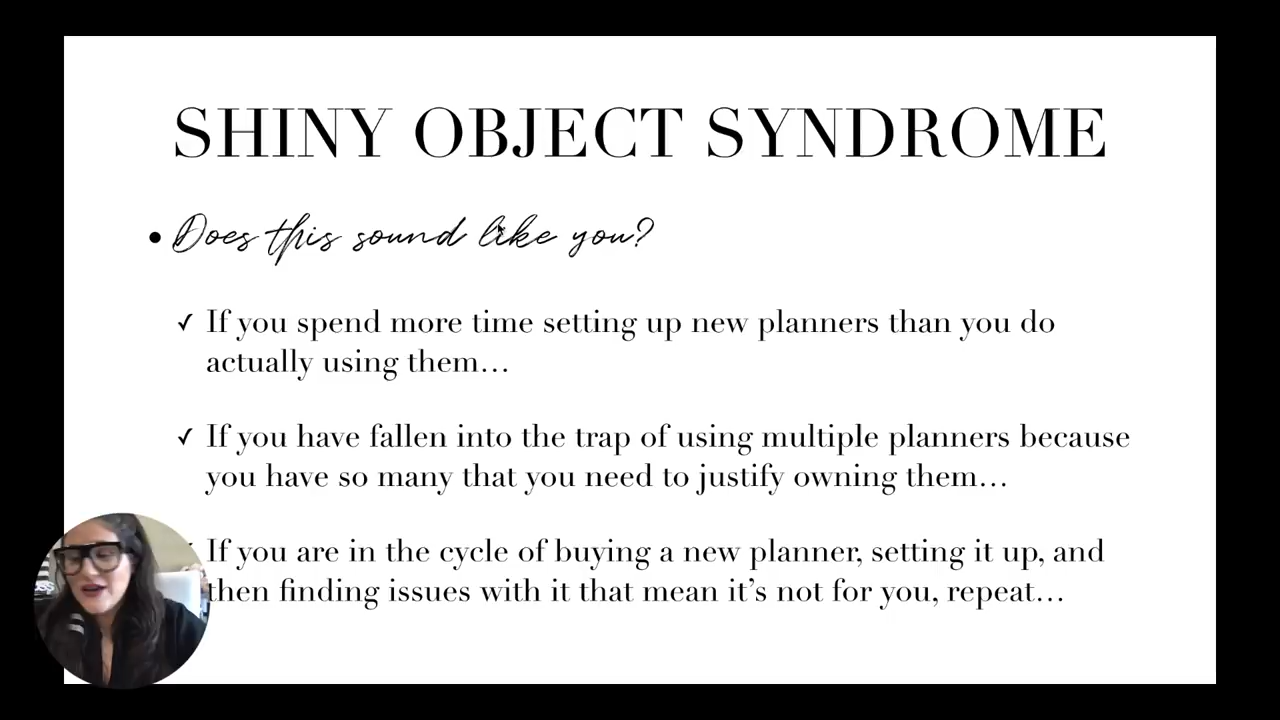 SHINY OBJECT SYNDROME
• Does this sound like you?
✓ If you spend more time setting up new planners than you do
actually using them...
✓ If you have fallen into the trap of using multiple planners because
you have so many that you need to justify owning them...
If you are in the cycle of buying a new planner, setting it up, and
then finding issues with it that mean it’s not for you, repeat...